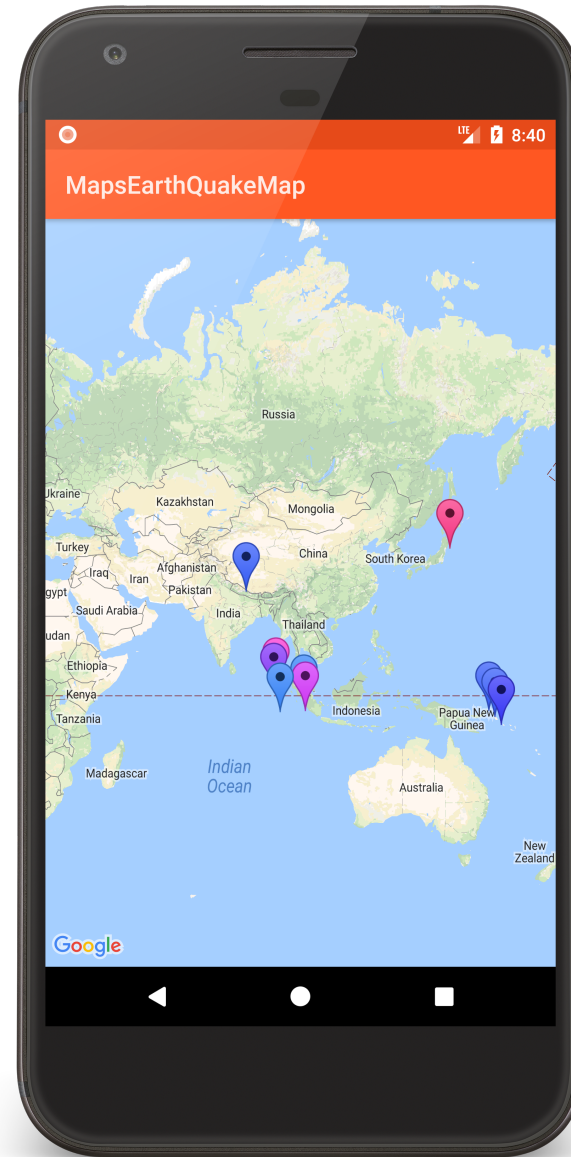 LTE 8:40
MapsEarthQuakeMap
Russia
Ukraine
Kazakhstan
Mongolia
Turkey
Afghanistan
China
South Korea
Iraq
Iran
Pakistan
gypt
Saudi Arabia
India
Thailand
udan
Ethiopia
Kenya
Indonesia
Papua New
Guinea
Tanzania
Madagascar
Indian
Ocean
Australia
New
Zealand
Google